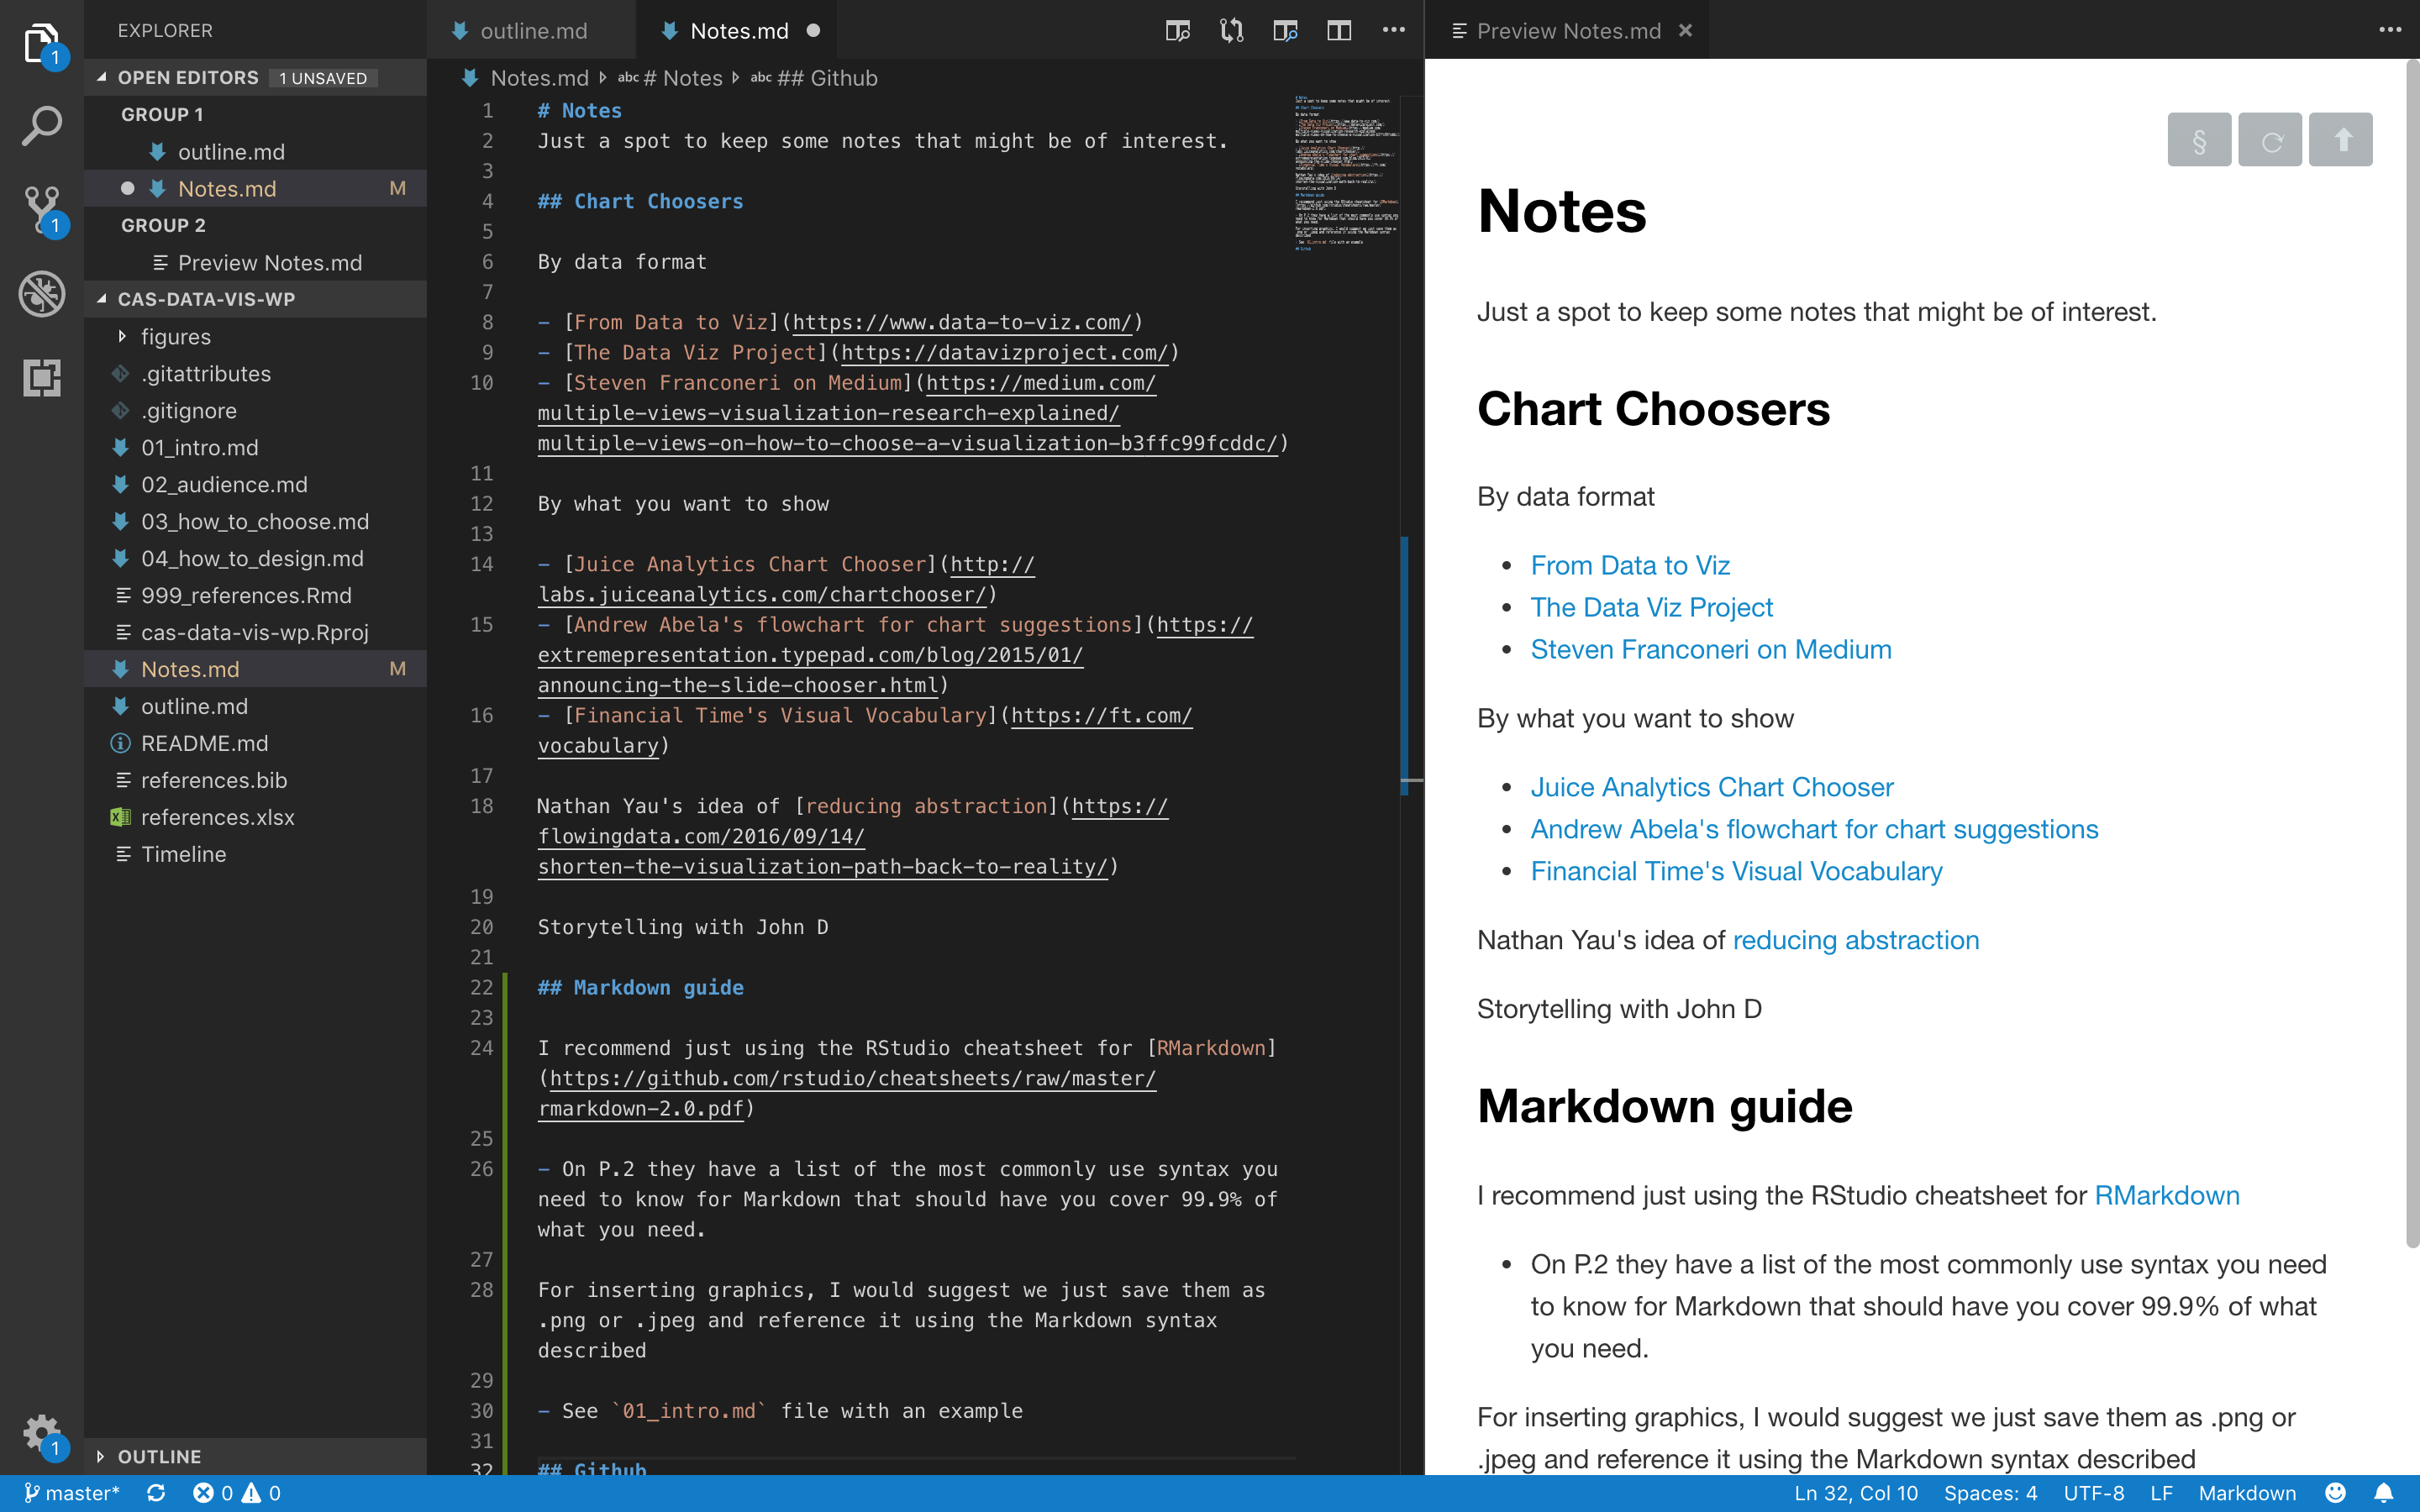 EXPLORER
OPEN EDITORS 1 UNSAVED
GROUP 1
outline.md
Notes.md M
GROUP 2
Preview Notes.md
CAS-DATA-VIS-WP
figures
.gitattributes
.gitignore
01_intro.md
02_audience.md
03_how_to_choose.md
04_how_to_design.md
999_references.Rmd
cas-data-vis-wp.Rproj
Notes.md M
outline.md
README.md
references.bib
references.xlsx
Timeline
OUTLINE
1
1
1
outline.md Notes.md
Notes.md abc # Notes abc ## Github
1 # Notes
2 Just a spot to keep some notes that might be of interest.
3
4 ## Chart Choosers
5
6 By data format
7
8 - [From Data to Viz](https://www.data-to-viz.com/)
9 - [The Data Viz Project](https://datavizproject.com/)
10 - [Steven Franconeri on Medium](https://medium.com/
multiple-views-visualization-research-explained/
multiple-views-on-how-to-choose-a-visualization-b3ffc99fcddc/)
11
12 By what you want to show
13
14 - [Juice Analytics Chart Chooser](http://
labs.juiceanalytics.com/chartchooser/)
15 - [Andrew Abela's flowchart for chart suggestions](https://
extremepresentation.typepad.com/blog/2015/01/
announcing-the-slide-chooser.html)
16 - [Financial Time's Visual Vocabulary](https://ft.com/
vocabulary)
17
18 Nathan Yau's idea of [reducing abstraction](https://
flowingdata.com/2016/09/14/
shorten-the-visualization-path-back-to-reality/)
19
20 Storytelling with John D
21
22 ## Markdown guide
23
24 I recommend just using the RStudio cheatsheet for [RMarkdown]
(https://github.com/rstudio/cheatsheets/raw/master/
rmarkdown-2.0.pdf)
25
26 - On P.2 they have a list of the most commonly use syntax you
need to know for Markdown that should have you cover 99.9% of
what you need.
27
28 For inserting graphics, I would suggest we just save them as
.png or .jpeg and reference it using the Markdown syntax
described
29
30 - See `01_intro.md` file with an example
31
32 ## Github
Preview Notes.md
§
Notes
Just a spot to keep some notes that might be of interest.
Chart Choosers
By data format
• From Data to Viz
• The Data Viz Project
• Steven Franconeri on Medium
By what you want to show
• Juice Analytics Chart Chooser
• Andrew Abela's flowchart for chart suggestions
• Financial Time's Visual Vocabulary
Nathan Yau's idea of reducing abstraction
Storytelling with John D
Markdown guide
I recommend just using the RStudio cheatsheet for RMarkdown
• On P.2 they have a list of the most commonly use syntax you need
to know for Markdown that should have you cover 99.9% of what
you need.
For inserting graphics, I would suggest we just save them as .png or
.jpeg and reference it using the Markdown syntax described
master* 0 0 Ln 32, Col 10 Spaces: 4 UTF-8 LF Markdown